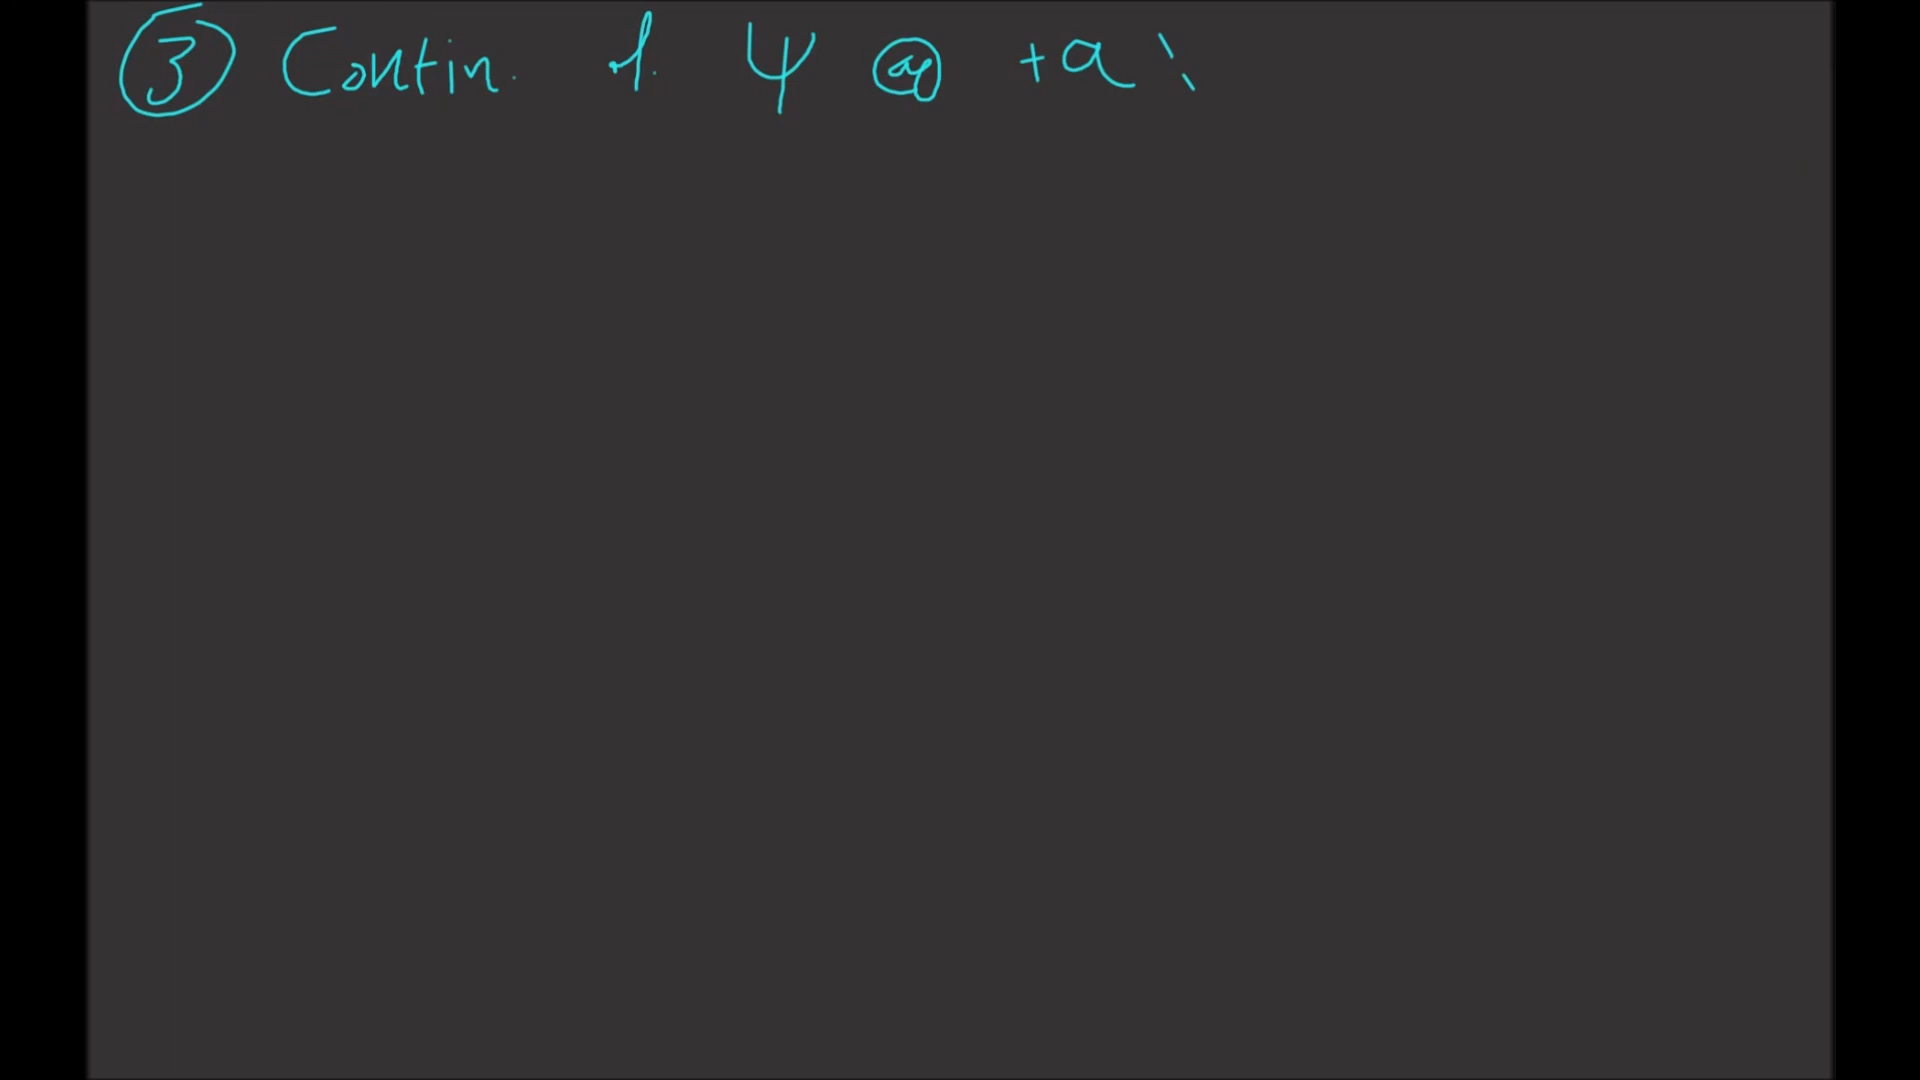 ③ Contin. of. Ψ @ +a :